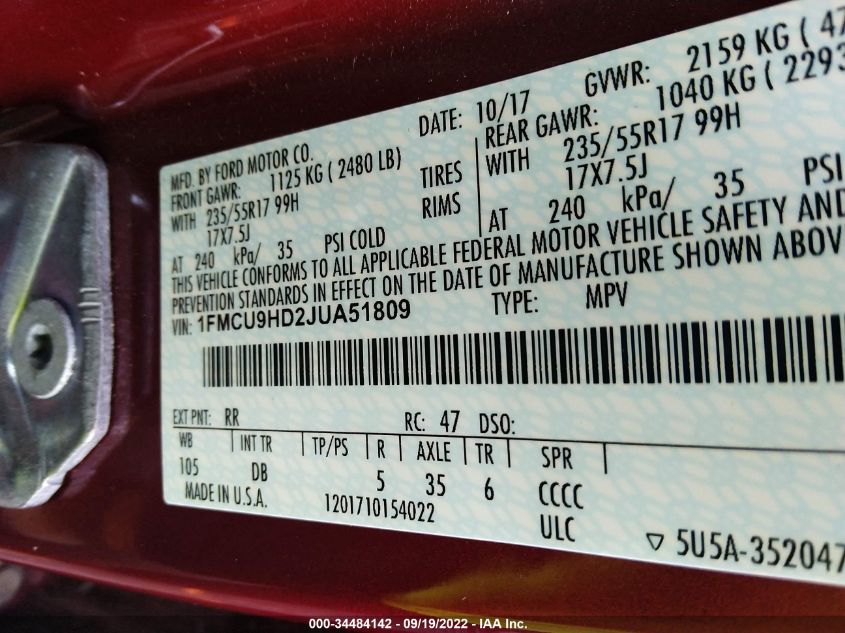 MFD. BY FORD MOTOR CO.
DATE: 10/17
GVWR: 2159 KG ( 47
FRONT GAWR: 1125 KG ( 2480 LB)
REAR GAWR: 1040 KG ( 2293
WITH 235/55R17 99H
TIRES
WITH 235/55R17 99H
17X7.5J
RIMS
17X7.5J
AT 240 kPa/ 35 PSI COLD
AT 240 kPa/ 35 PSI
THIS VEHICLE CONFORMS TO ALL APPLICABLE FEDERAL MOTOR VEHICLE SAFETY AND
PREVENTION STANDARDS IN EFFECT ON THE DATE OF MANUFACTURE SHOWN ABOV
VIN: 1FMCU9HD2JUA51809
TYPE: MPV
EXT PNT: RR RC: 47 DSO:
WB INT TR TP/PS R AXLE TR SPR
105 DB 5 35 6 CCCC
MADE IN U.S.A. 1201710154022 ULC
5U5A-352047
000-34484142 - 09/19/2022 - IAA Inc.